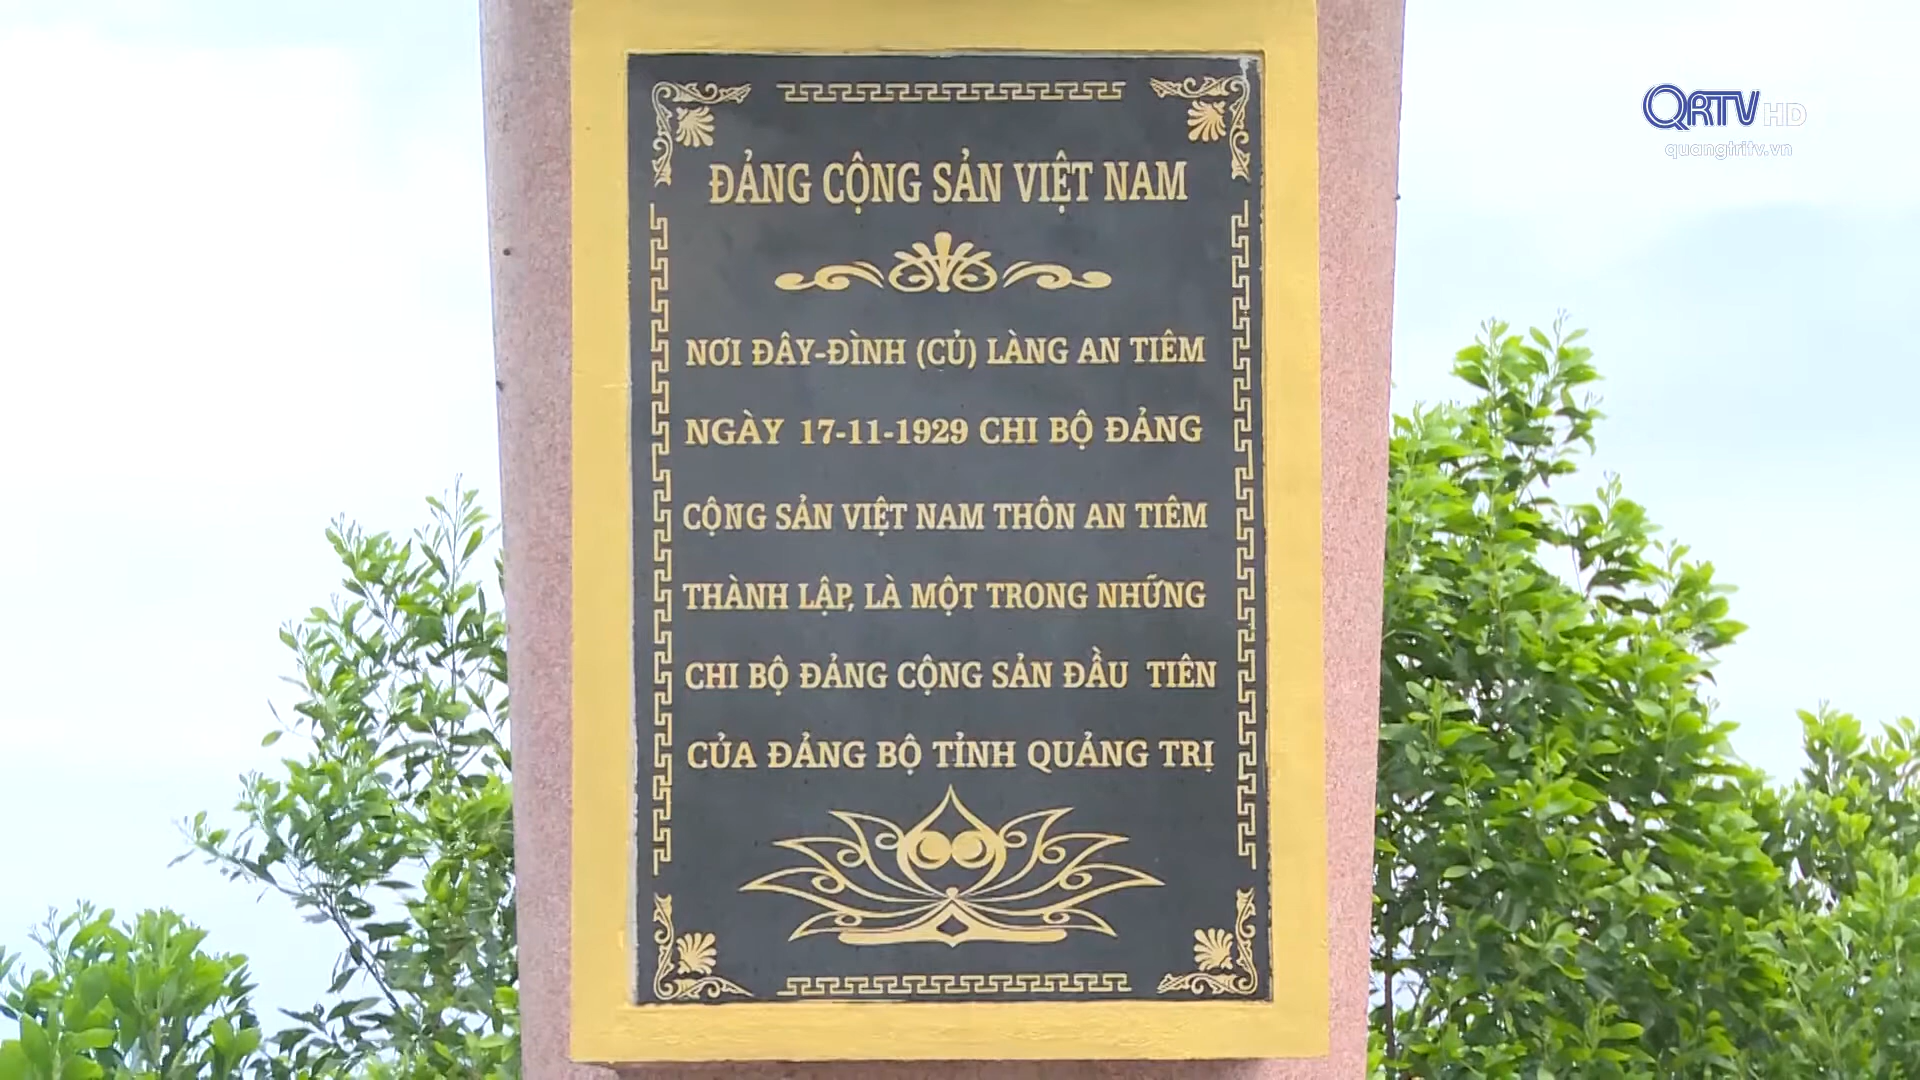 QRTV HD
quangtritv.vn
ĐẢNG CỘNG SẢN VIỆT NAM
NƠI ĐÂY-ĐÌNH (CỦ) LÀNG AN TIÊM
NGÀY 17-11-1929 CHI BỘ ĐẢNG
CỘNG SẢN VIỆT NAM THÔN AN TIÊM
THÀNH LẬP, LÀ MỘT TRONG NHỮNG
CHI BỘ ĐẢNG CỘNG SẢN ĐẦU TIÊN
CỦA ĐẢNG BỘ TỈNH QUẢNG TRỊ